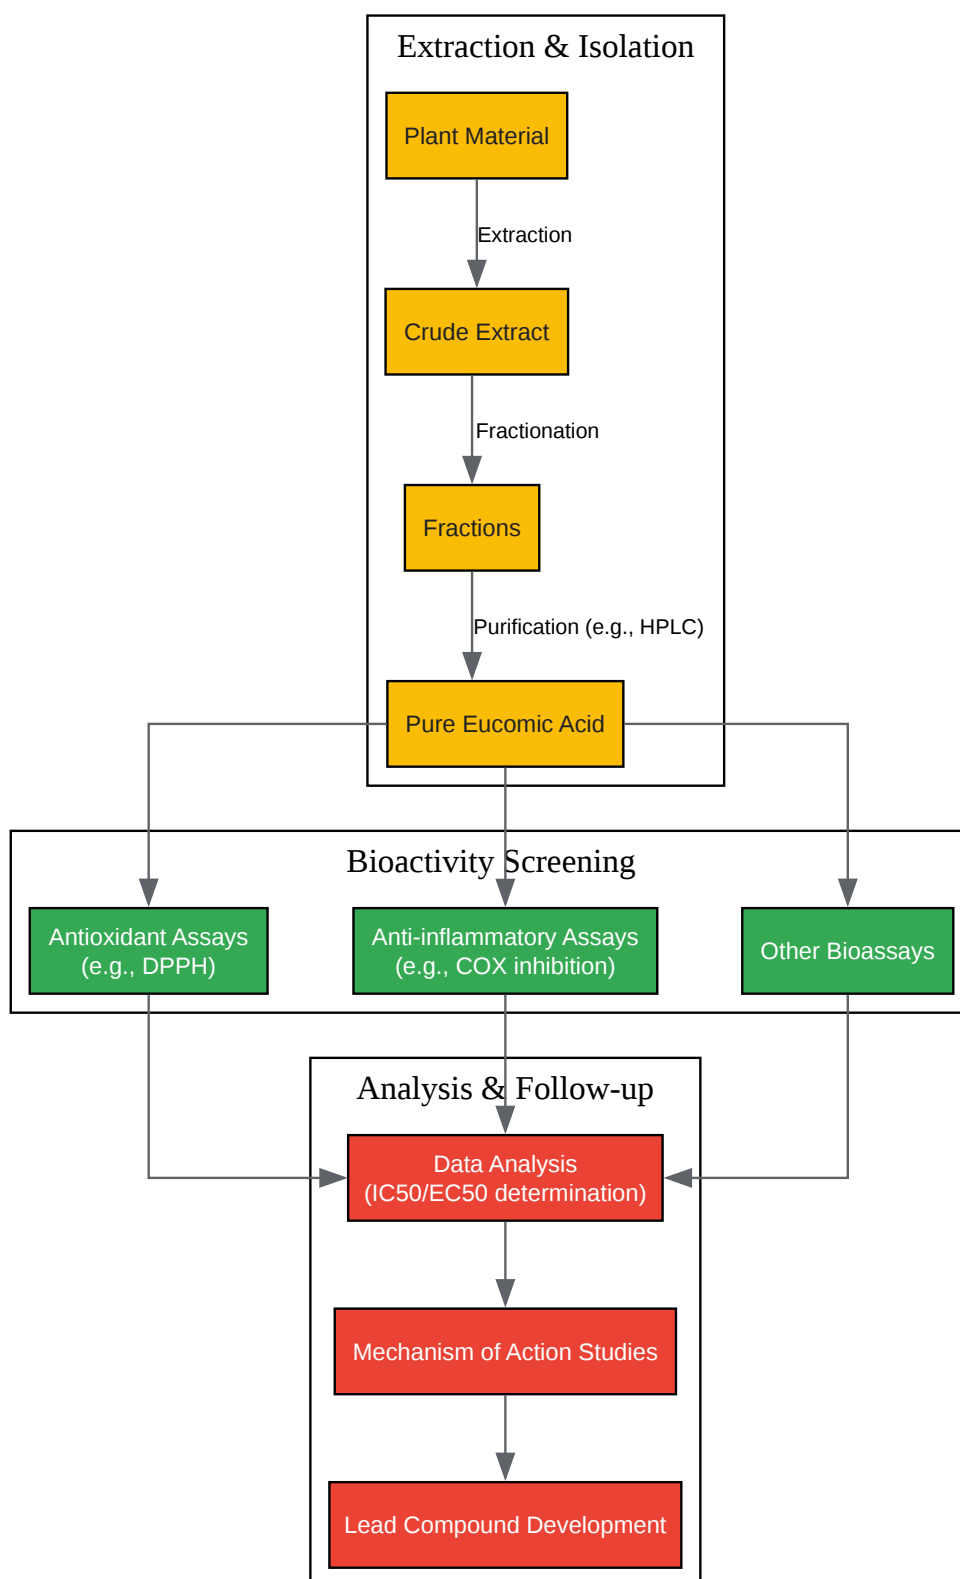 Extraction & Isolation
Plant Material
Extraction
Crude Extract
Fractionation
Fractions
Purification (e.g., HPLC)
Pure Eucomic Acid
Bioactivity Screening
Antioxidant Assays
(e.g., DPPH)
Anti-inflammatory Assays
(e.g., COX inhibition)
Other Bioassays
Analysis & Follow-up
Data Analysis
(IC50/EC50 determination)
Mechanism of Action Studies
Lead Compound Development